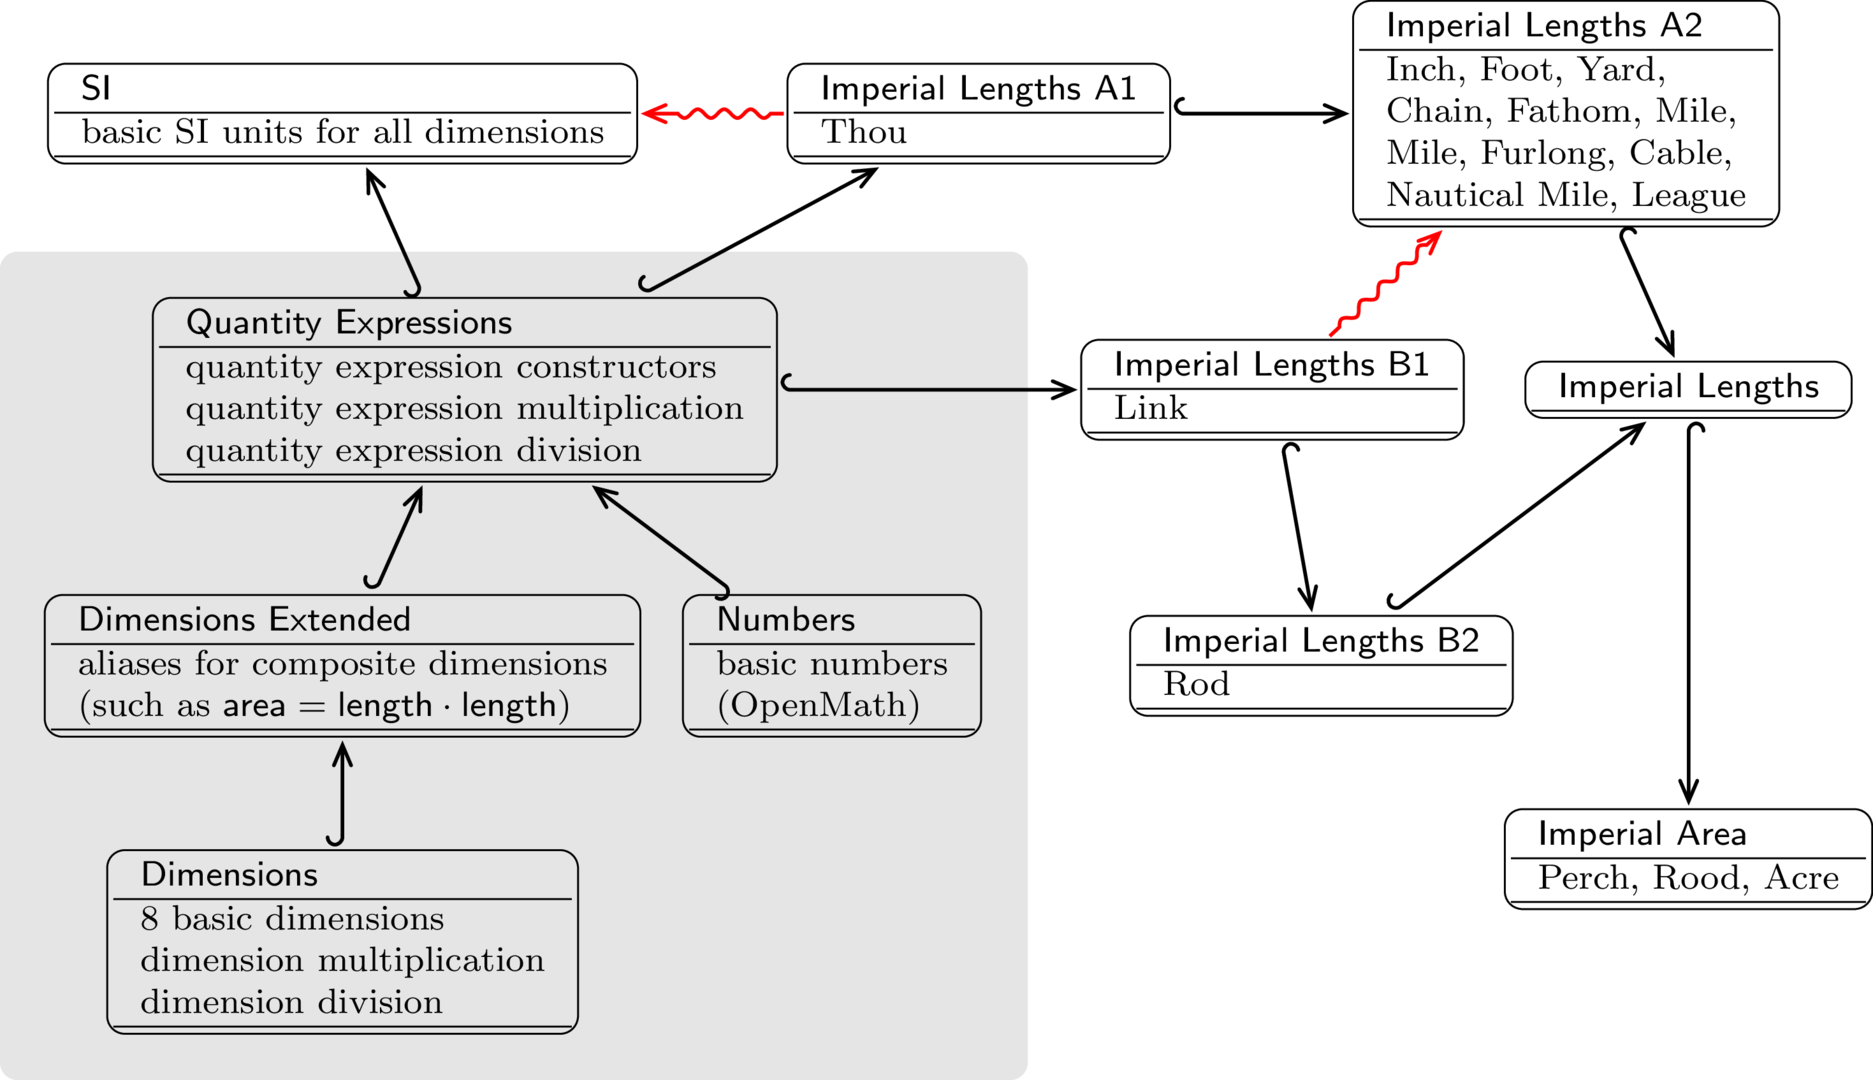 SI
basic SI units for all dimensions
Imperial Lengths A1
Thou
Imperial Lengths A2
Inch, Foot, Yard,
Chain, Fathom, Mile,
Mile, Furlong, Cable,
Nautical Mile, League
Quantity Expressions
quantity expression constructors
quantity expression multiplication
quantity expression division
Imperial Lengths B1
Link
Imperial Lengths
Dimensions Extended
aliases for composite dimensions
(such as area = length · length)
Numbers
basic numbers
(OpenMath)
Imperial Lengths B2
Rod
Imperial Area
Perch, Rood, Acre
Dimensions
8 basic dimensions
dimension multiplication
dimension division